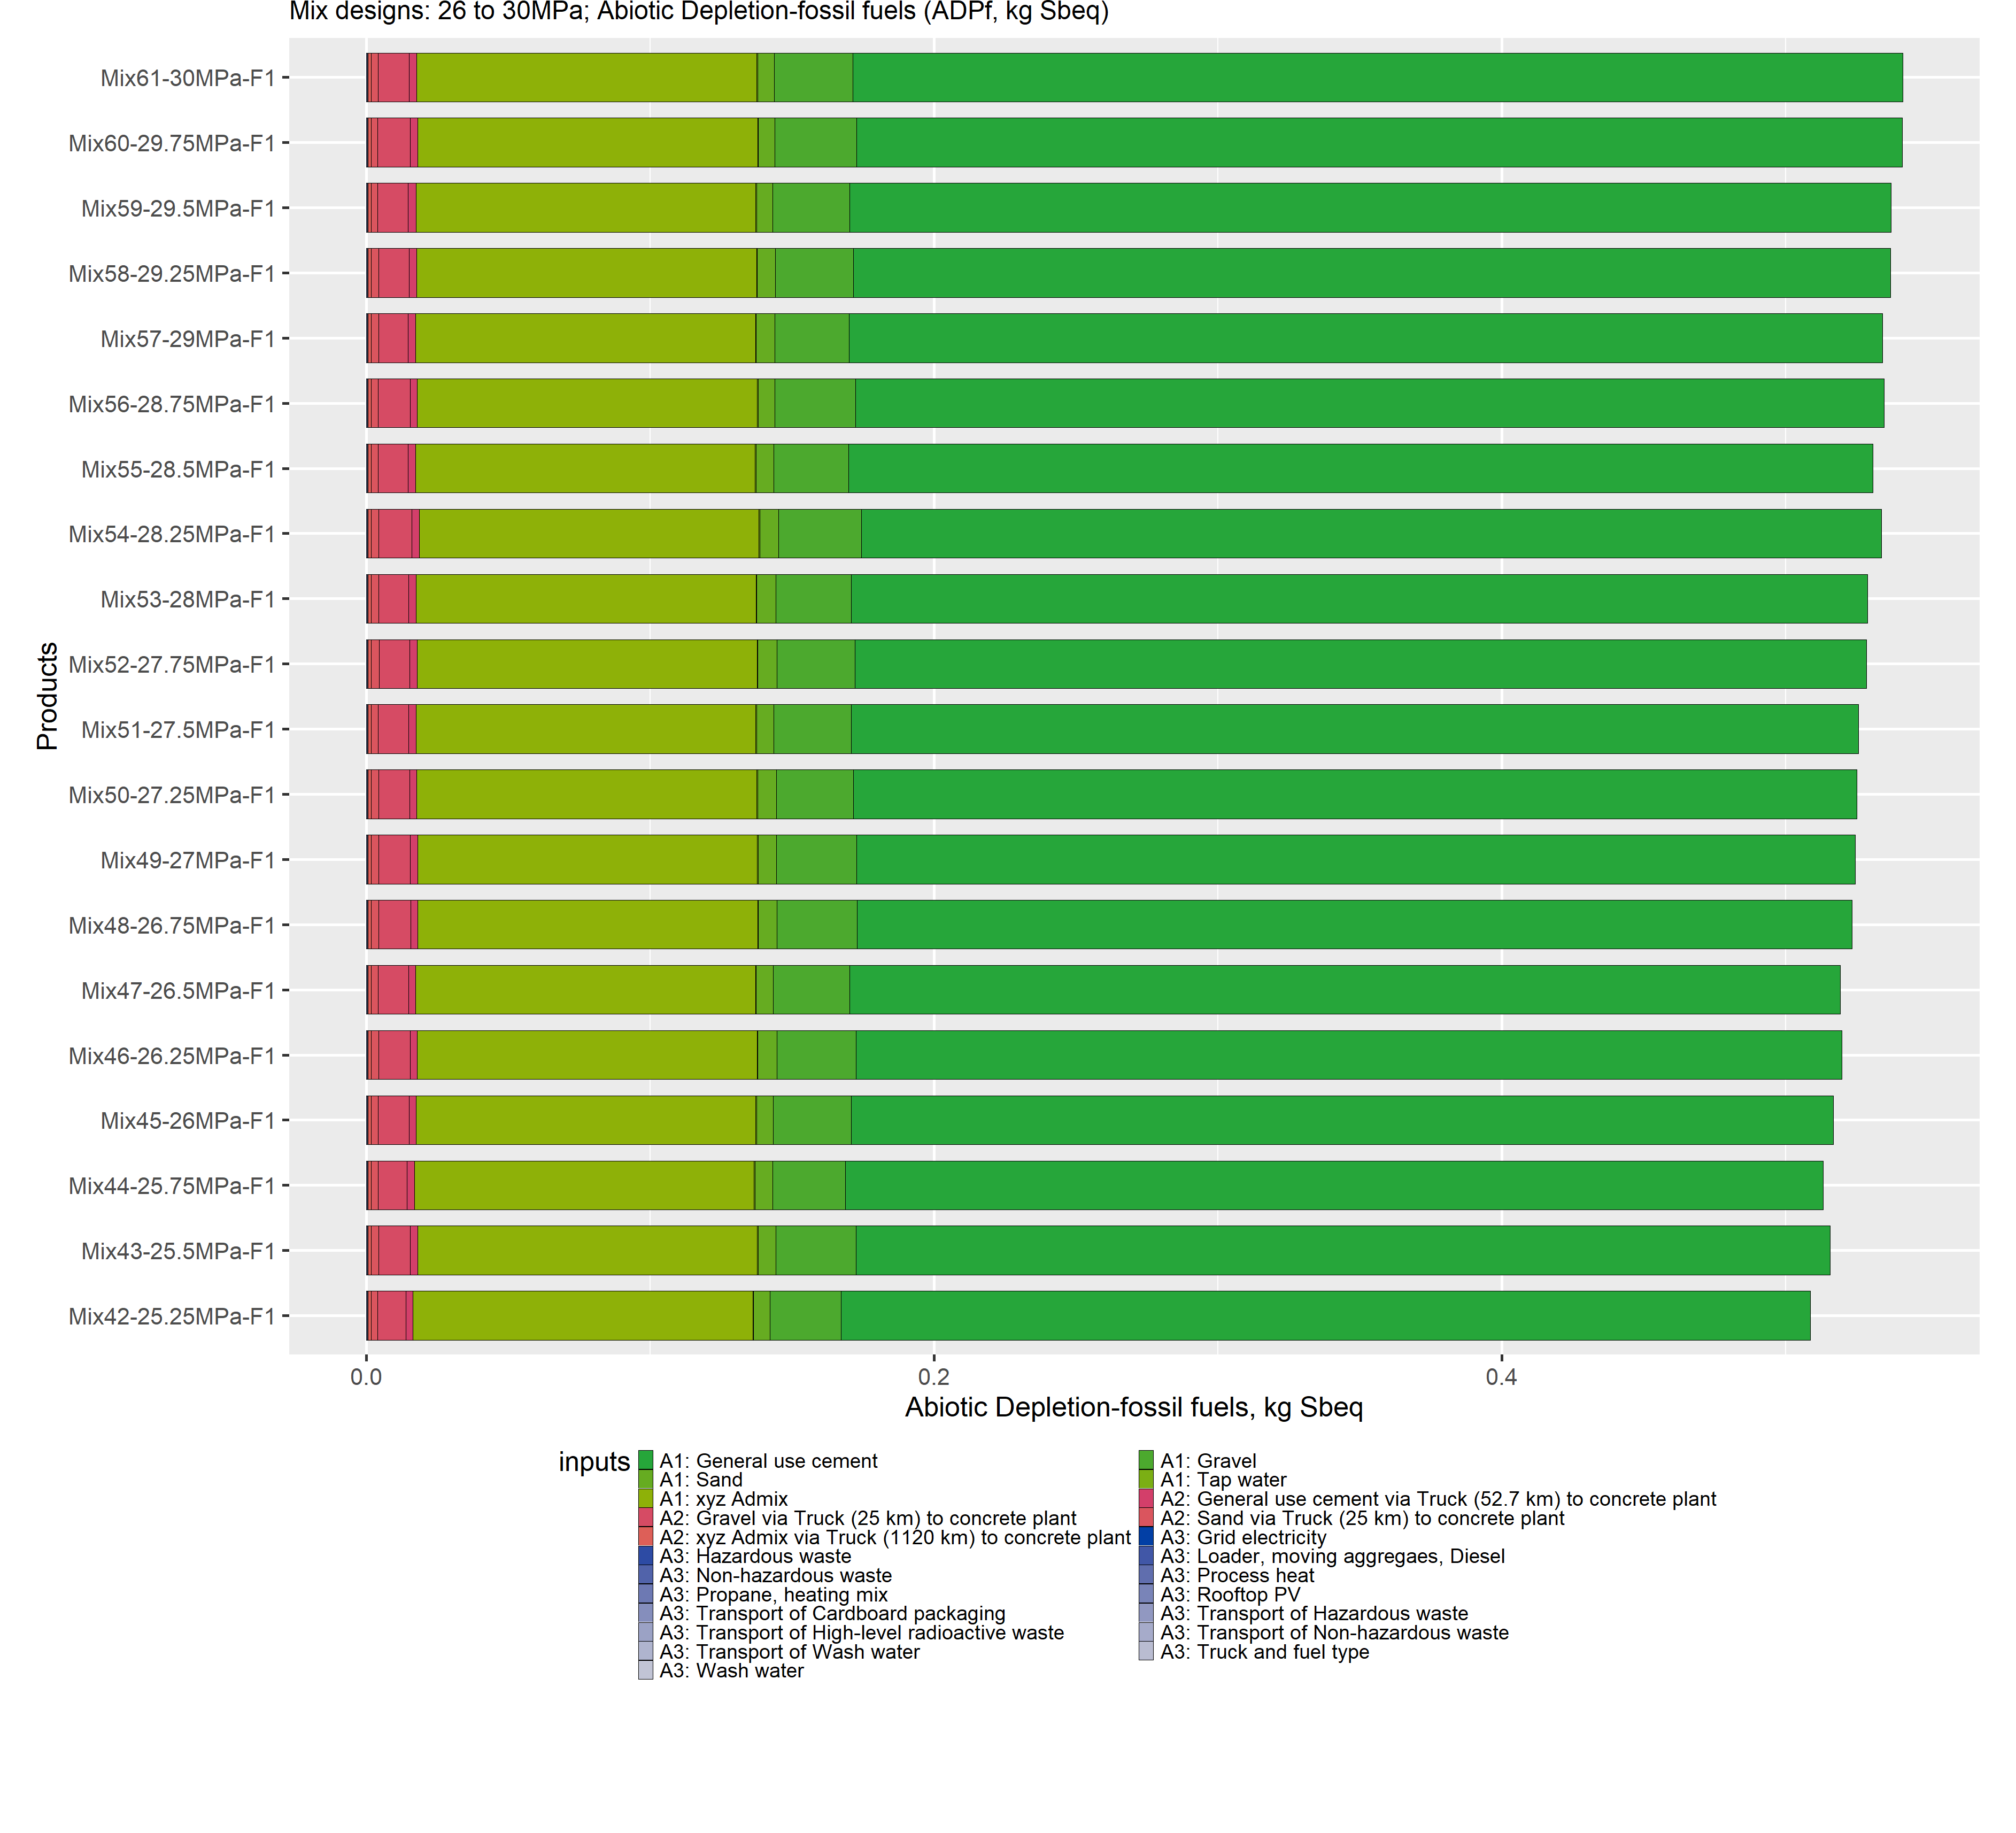 Mix designs: 26 to 30MPa; Abiotic Depletion-fossil fuels (ADPf, kg Sbeq)
Mix61-30MPa-F1
Mix60-29.75MPa-F1
Mix59-29.5MPa-F1
Mix58-29.25MPa-F1
Mix57-29MPa-F1
Mix56-28.75MPa-F1
Mix55-28.5MPa-F1
Mix54-28.25MPa-F1
Mix53-28MPa-F1
Mix52-27.75MPa-F1
Mix51-27.5MPa-F1
Mix50-27.25MPa-F1
Mix49-27MPa-F1
Mix48-26.75MPa-F1
Mix47-26.5MPa-F1
Mix46-26.25MPa-F1
Mix45-26MPa-F1
Mix44-25.75MPa-F1
Mix43-25.5MPa-F1
Mix42-25.25MPa-F1
Products
0.0 0.2 0.4
Abiotic Depletion-fossil fuels, kg Sbeq
inputs
A1: General use cement A1: Gravel
A1: Sand A1: Tap water
A1: xyz Admix A2: General use cement via Truck (52.7 km) to concrete plant
A2: Gravel via Truck (25 km) to concrete plant A2: Sand via Truck (25 km) to concrete plant
A2: xyz Admix via Truck (1120 km) to concrete plant A3: Grid electricity
A3: Hazardous waste A3: Loader, moving aggregaes, Diesel
A3: Non-hazardous waste A3: Process heat
A3: Propane, heating mix A3: Rooftop PV
A3: Transport of Cardboard packaging A3: Transport of Hazardous waste
A3: Transport of High-level radioactive waste A3: Transport of Non-hazardous waste
A3: Transport of Wash water A3: Truck and fuel type
A3: Wash water